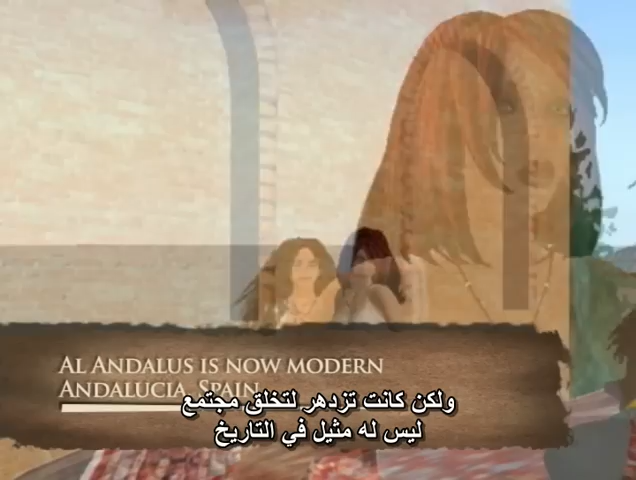 AL ANDALUS IS NOW MODERN
ANDALUCIA, SPAIN
ولكن كانت تزدهر لتخلق مجتمع
ليس له مثيل في التاريخ